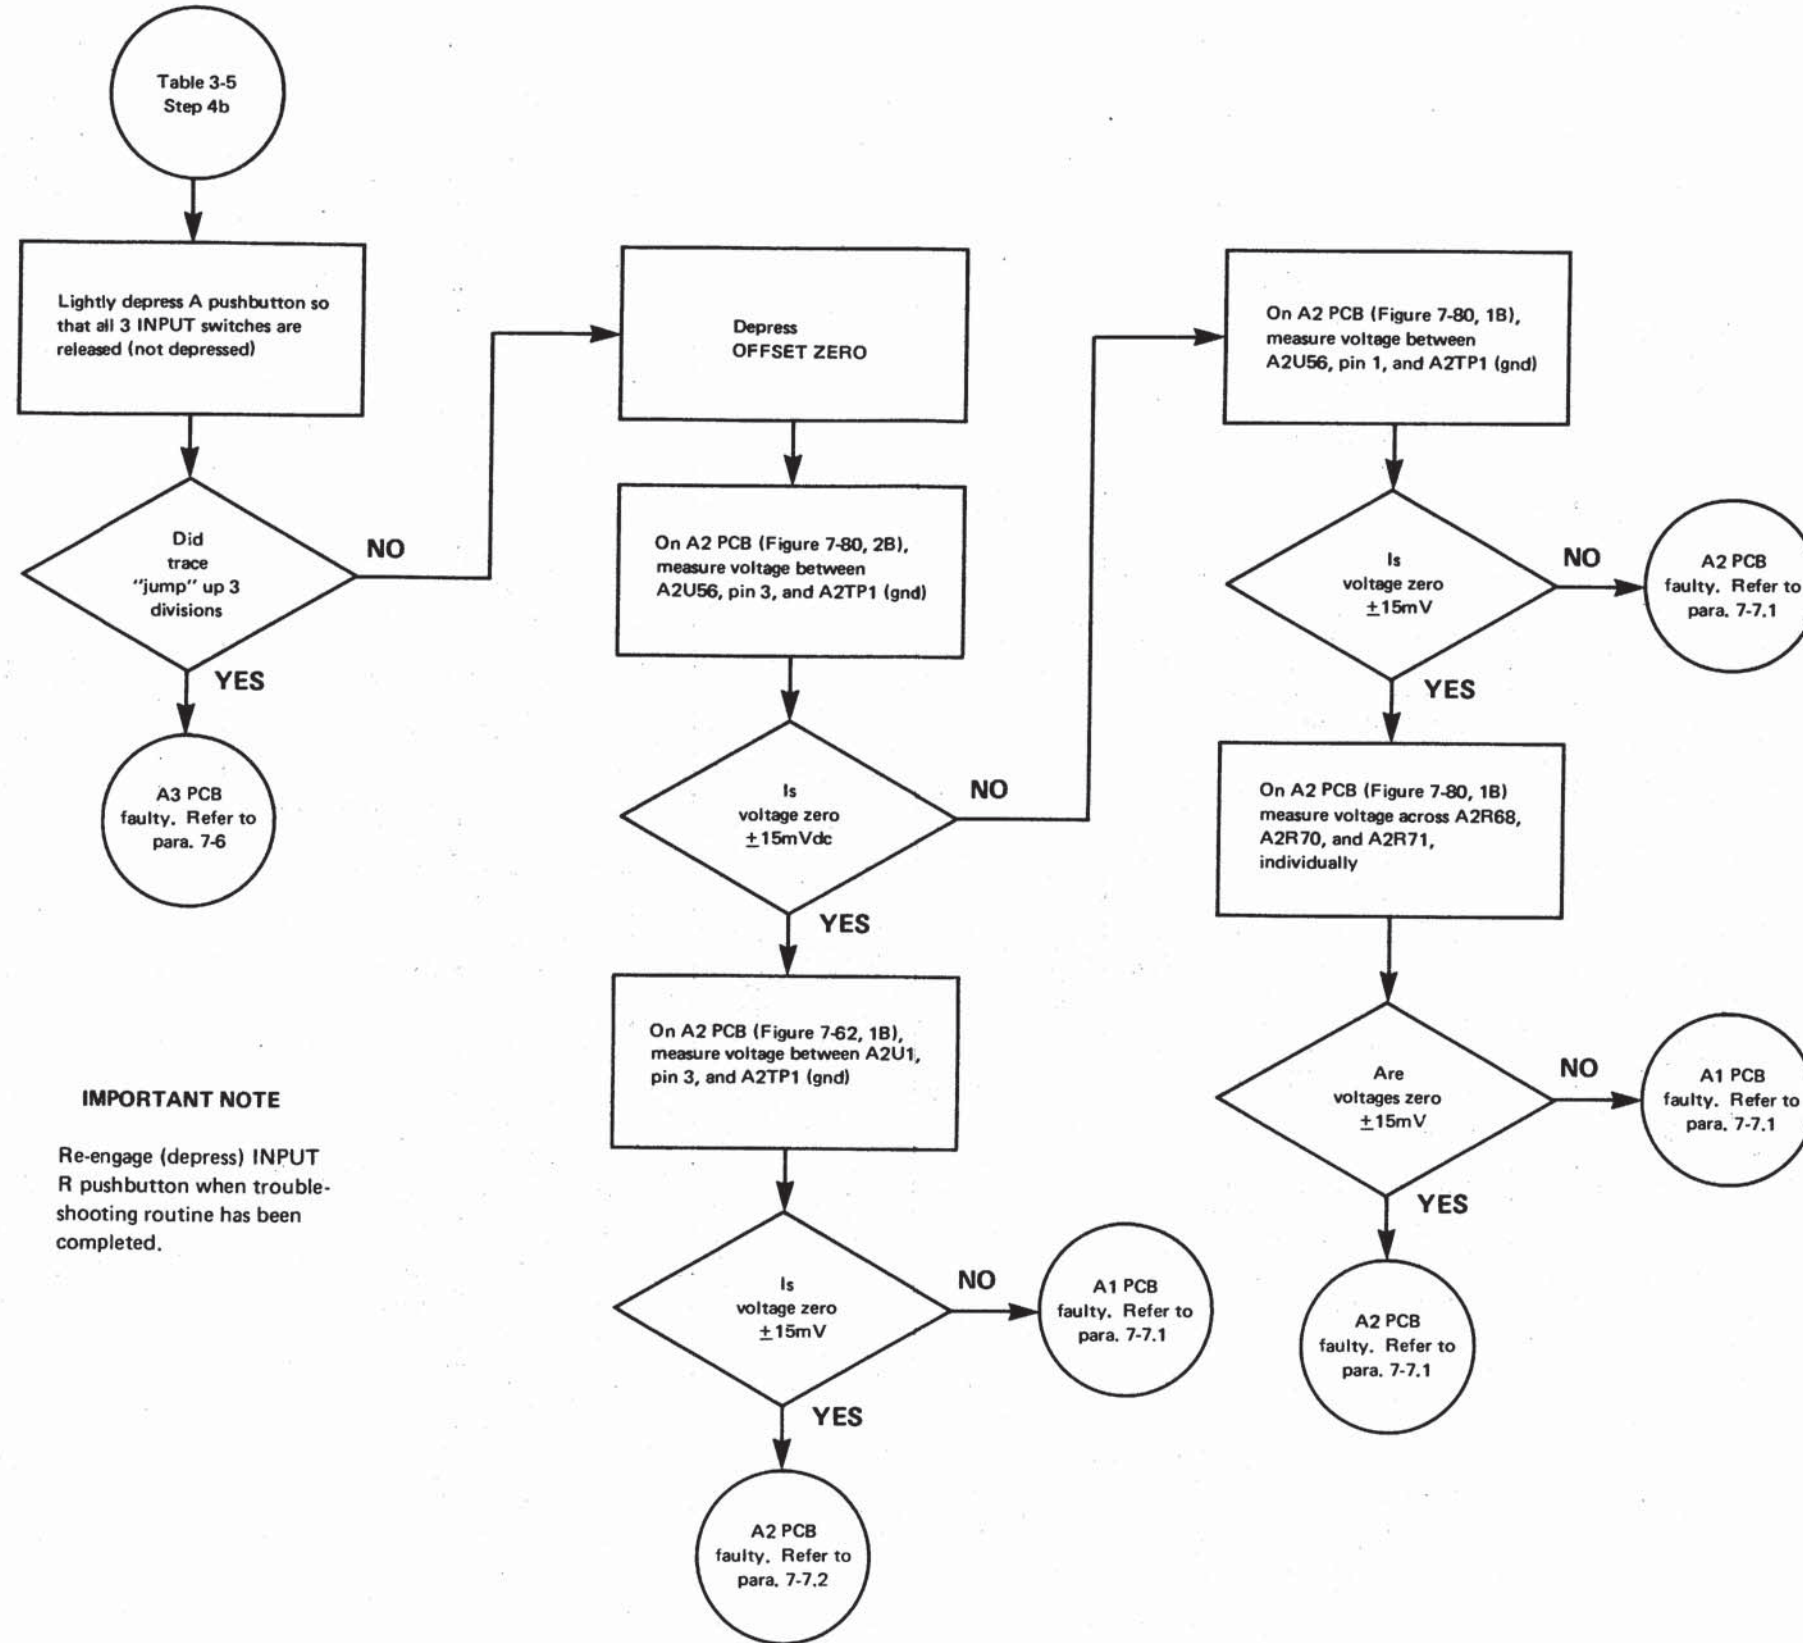 Table 3-5
Step 4b
Lightly depress A pushbutton so
that all 3 INPUT switches are
released (not depressed)
Did
trace
"jump" up 3
divisions
NO
YES
A3 PCB
faulty. Refer to
para. 7-6
IMPORTANT NOTE
Re-engage (depress) INPUT
R pushbutton when trouble-
shooting routine has been
completed.
Depress
OFFSET ZERO
On A2 PCB (Figure 7-80, 2B),
measure voltage between
A2U56, pin 3, and A2TP1 (gnd)
Is
voltage zero
±15mVdc
NO
YES
On A2 PCB (Figure 7-62, 1B),
measure voltage between A2U1,
pin 3, and A2TP1 (gnd)
Is
voltage zero
±15mV
NO
A1 PCB
faulty. Refer to
para. 7-7.1
YES
A2 PCB
faulty. Refer to
para. 7-7.2
On A2 PCB (Figure 7-80, 1B),
measure voltage between
A2U56, pin 1, and A2TP1 (gnd)
Is
voltage zero
±15mV
NO
A2 PCB
faulty. Refer to
para. 7-7.1
YES
On A2 PCB (Figure 7-80, 1B)
measure voltage across A2R68,
A2R70, and A2R71,
individually
Are
voltages zero
±15mV
NO
A1 PCB
faulty. Refer to
para. 7-7.1
YES
A2 PCB
faulty. Refer to
para. 7-7.1